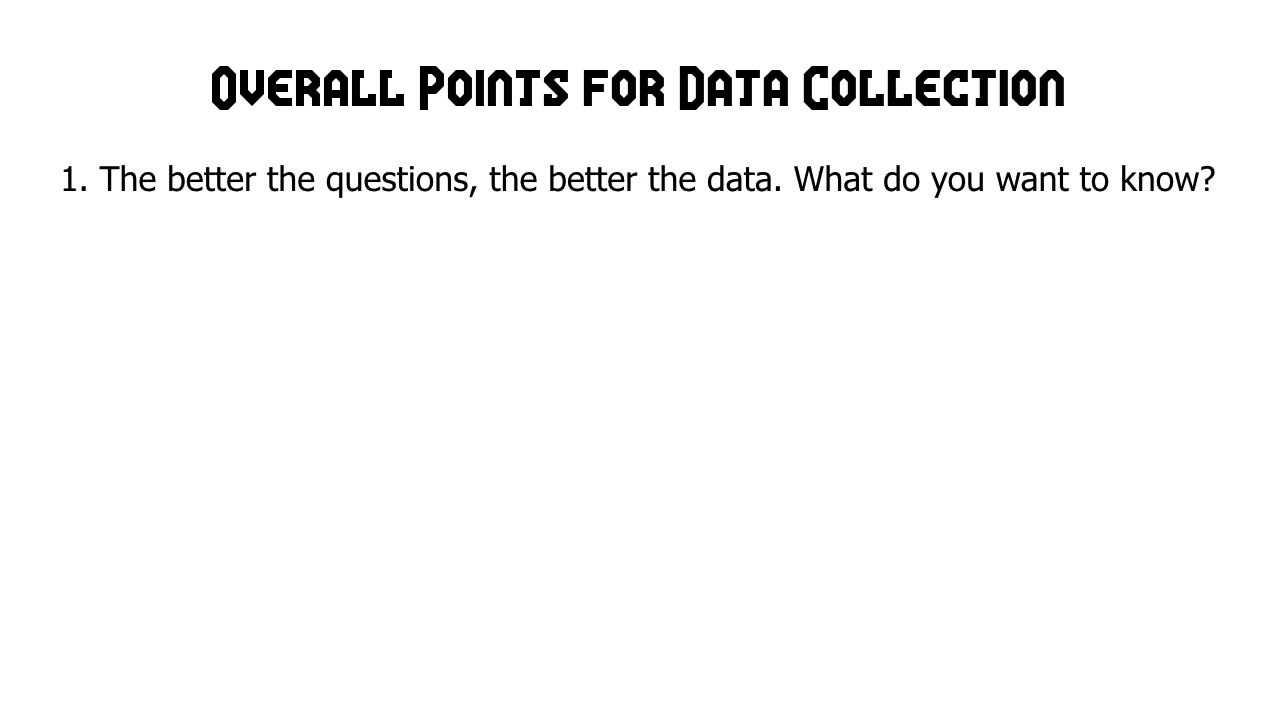 Overall Points for Data Collection
1. The better the questions, the better the data. What do you want to know?